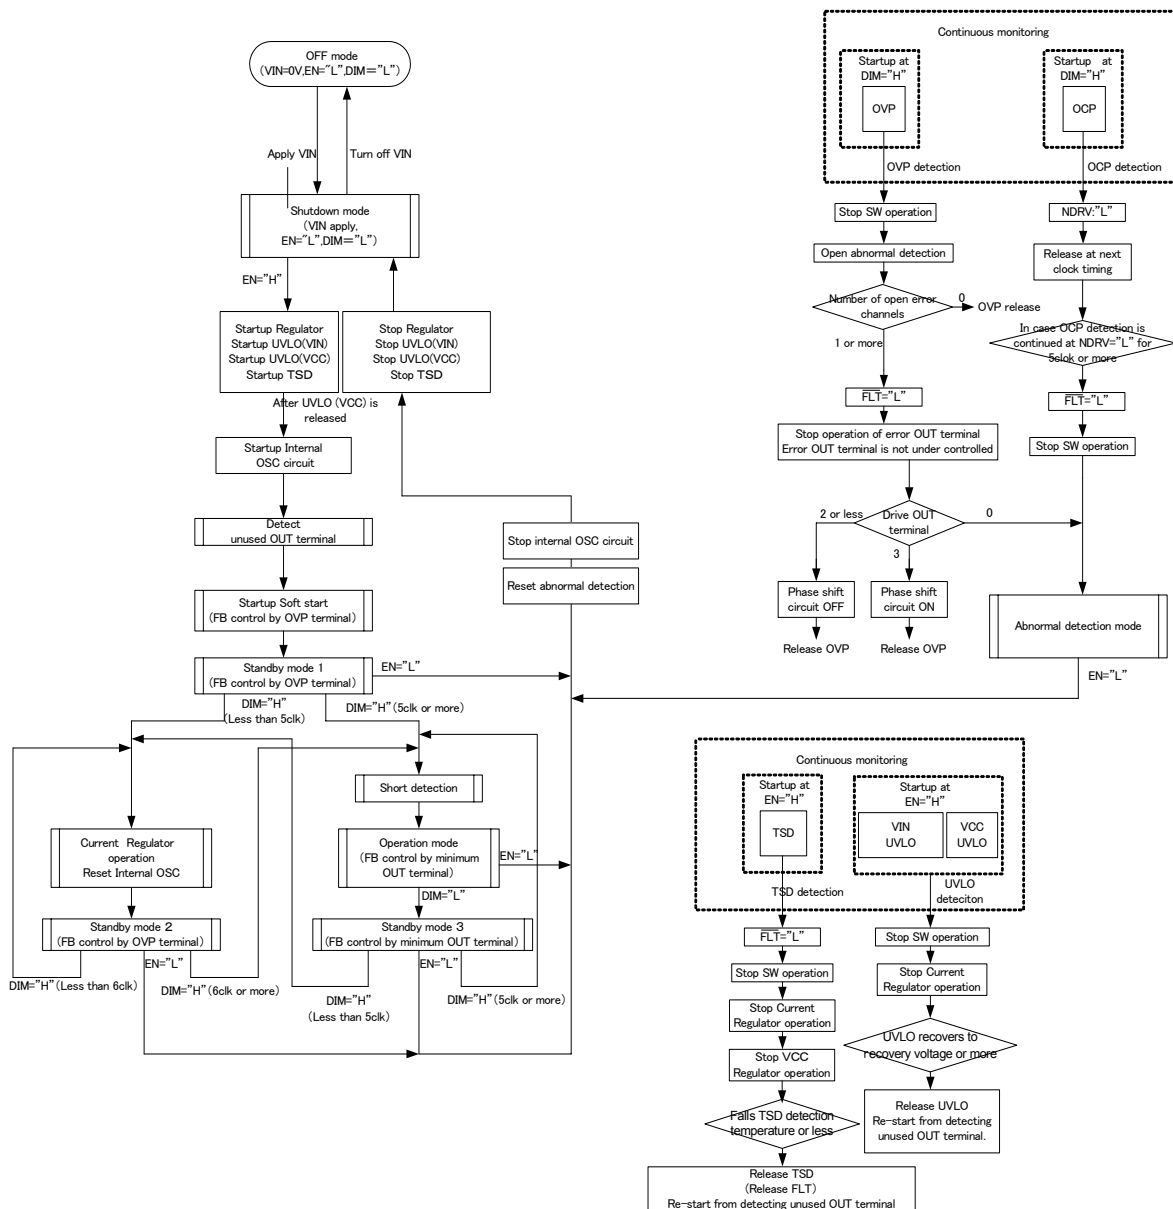 OFF mode
(VIN=0V,EN="L",DIM="L")
Apply VIN
Turn off VIN
Shutdown mode
(VIN apply,
EN="L",DIM="L")
EN="H"
Startup Regulator
Startup UVLO(VIN)
Startup UVLO(VCC)
Startup TSD
Stop Regulator
Stop UVLO(VIN)
Stop UVLO(VCC)
Stop TSD
After UVLO (VCC) is
released
Startup Internal
OSC circuit
Detect
unused OUT terminal
Stop internal OSC circuit
Reset abnormal detection
Startup Soft start
(FB control by OVP terminal)
Standby mode 1
(FB control by OVP terminal)
EN="L"
DIM="H"
(Less than 5clk)
DIM="H" (5clk or more)
Short detection
Current Regulator
operation
Reset Internal OSC
Operation mode
(FB control by minimum
OUT terminal)
EN="L"
DIM="L"
Standby mode 2
(FB control by OVP terminal)
Standby mode 3
(FB control by minimum OUT terminal)
EN="L"
EN="L"
DIM="H" (Less than 6clk)
DIM="H" (6clk or more)
DIM="H"
(Less than 5clk)
DIM="H" (5clk or more)
Continuous monitoring
Startup at
DIM="H"
OVP
Startup at
DIM="H"
OCP
OVP detection
OCP detection
Stop SW operation
NDRV:"L"
Open abnormal detection
Release at next
clock timing
Number of open error
channels
0
OVP release
1 or more
In case OCP detection is
continued at NDRV="L" for
5clok or more
FLT="L"
FLT="L"
Stop operation of error OUT terminal
Error OUT terminal is not under controlled
Stop SW operation
Drive OUT
terminal
2 or less
0
3
Phase shift
circuit OFF
Phase shift
circuit ON
Release OVP
Release OVP
Abnormal detection mode
EN="L"
Continuous monitoring
Startup at
EN="H"
TSD
Startup at
EN="H"
VIN
UVLO
VCC
UVLO
TSD detection
UVLO
deteciton
FLT="L"
Stop SW operation
Stop SW operation
Stop Current
Regulator operation
Stop Current
Regulator operation
Stop VCC
Regulator operation
UVLO recovers to
recovery voltage or more
Falls TSD detection
temperature or less
Release UVLO
Re-start from detecting
unused OUT terminal.
Release TSD
(Release FLT)
Re-start from detecting unused OUT terminal